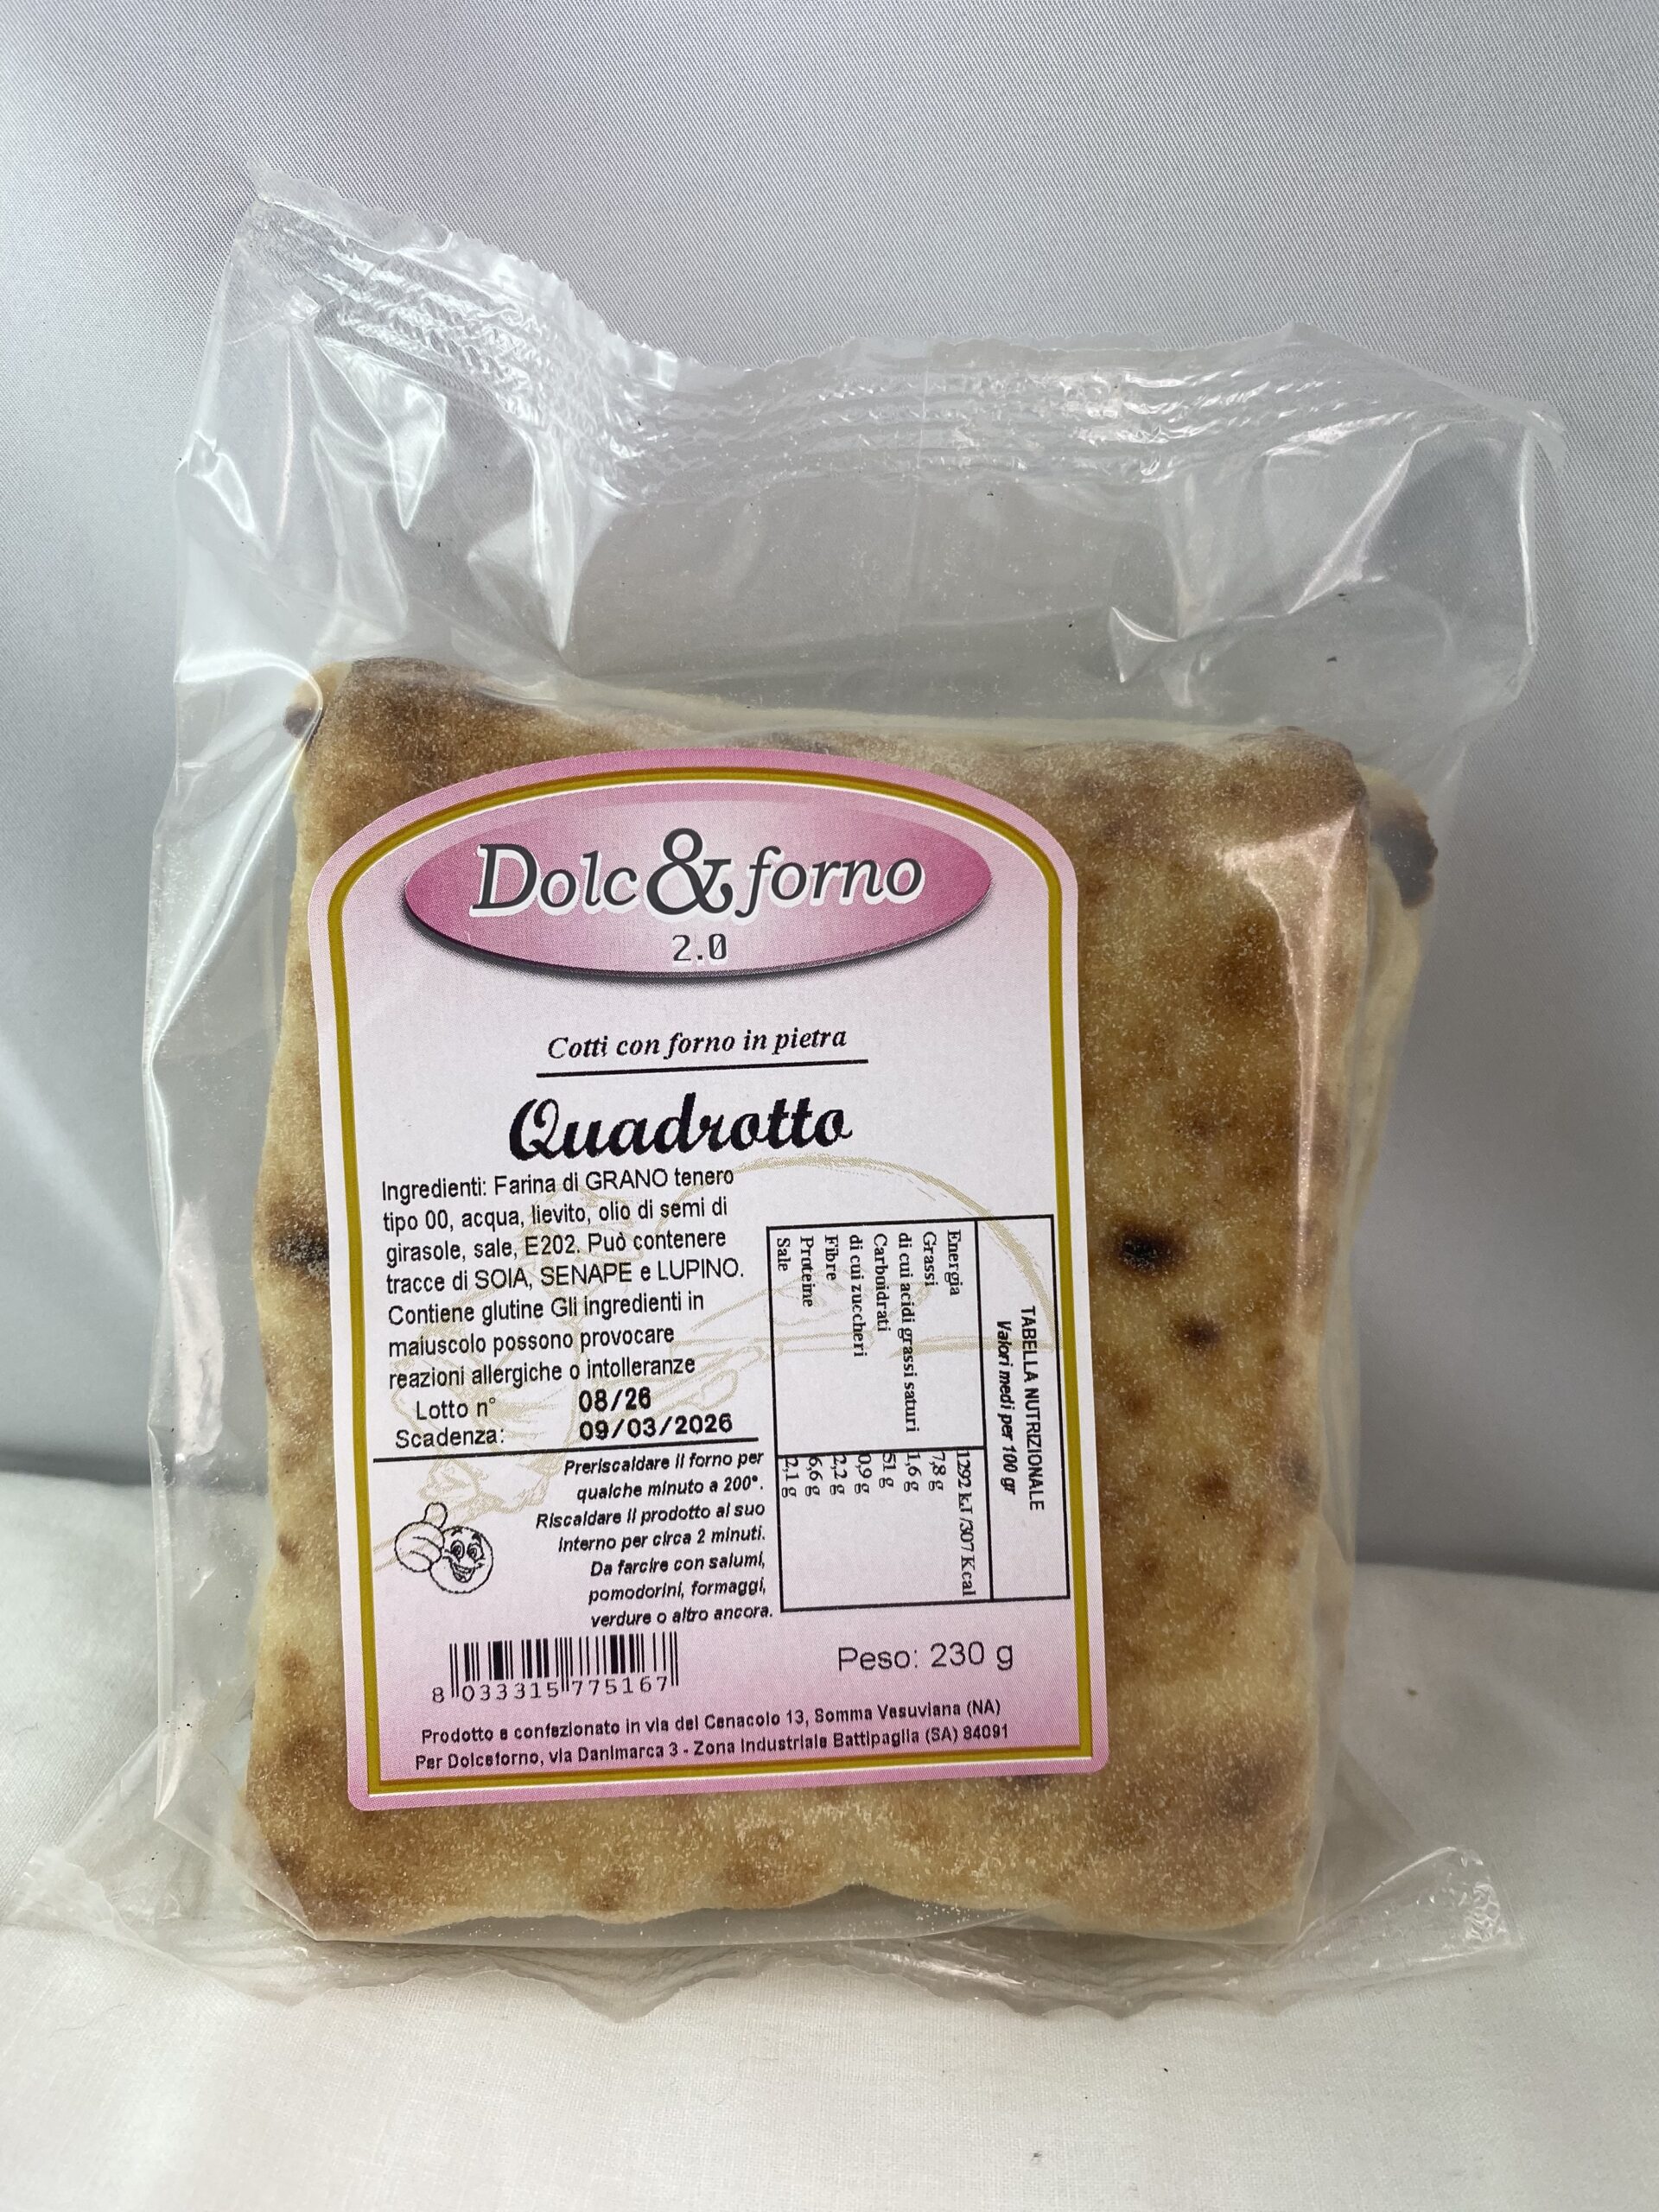 Dolc&forno
2.0
Cotti con forno in pietra
Quadrotto
Ingredienti: Farina di GRANO tenero
tipo 00, acqua, lievito, olio di semi di
girasole, sale, E202. Può contenere
tracce di SOIA, SENAPE e LUPINO.
Contiene glutine Gli ingredienti in
maiuscolo possono provocare
reazioni allergiche o intolleranze
Lotto n° 08/26
Scadenza: 09/03/2026
Preriscaldare il forno per
qualche minuto a 200°.
Riscaldare il prodotto al suo
interno per circa 2 minuti.
Da farcire con salumi,
pomodorini, formaggi,
verdure o altro ancora.
TABELLA NUTRIZIONALE
Valori medi per 100 gr
Energia 1292 kJ /307 Kcal
Grassi 7,8 g
di cui acidi grassi saturi 1,6 g
Carboidrati 51 g
di cui zuccheri 0,9 g
Fibre 2,2 g
Proteine 6,6 g
Sale 2,1 g
8 033315 775167
Peso: 230 g
Prodotto e confezionato in via del Cenacolo 13, Somma Vesuviana (NA)
Per Dolceforno, via Danimarca 3 - Zona Industriale Battipaglia (SA) 84091